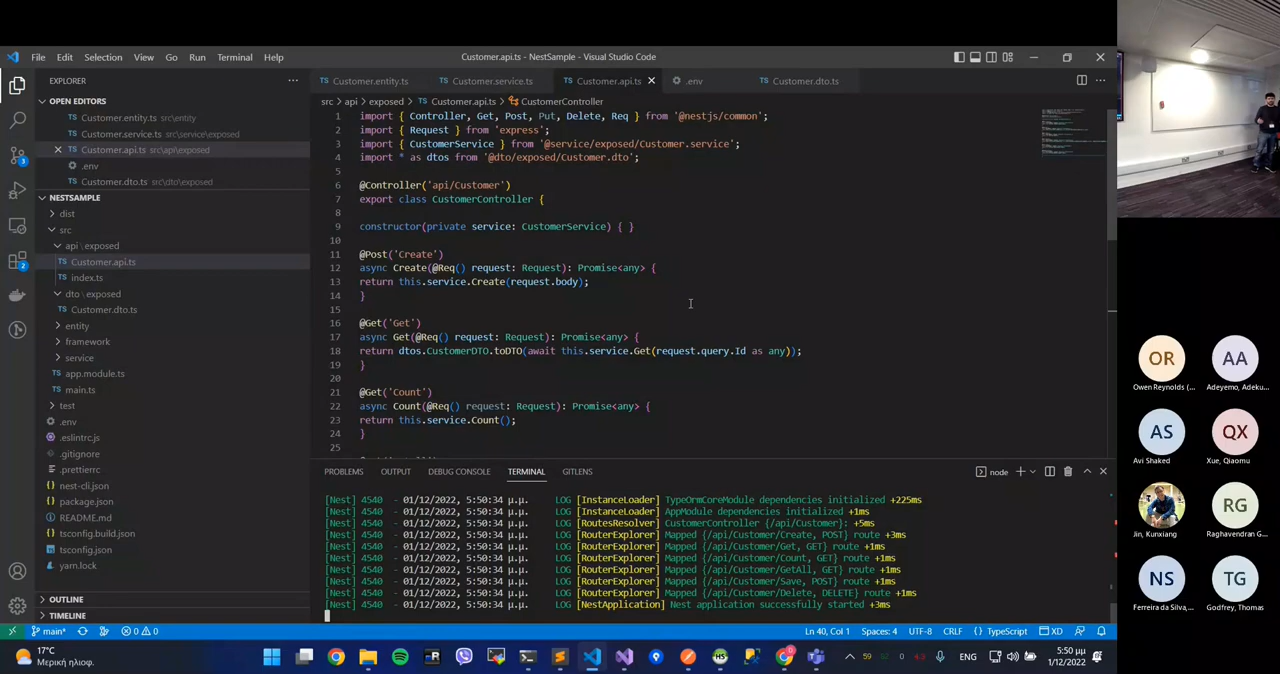 File Edit Selection View Go Run Terminal Help
Customer.api.ts - NestSample - Visual Studio Code
EXPLORER
Customer.entity.ts
Customer.service.ts
Customer.api.ts
.env
Customer.dto.ts
OPEN EDITORS
Customer.entity.ts src\entity
Customer.service.ts src\service\exposed
Customer.api.ts src\api\exposed
.env
Customer.dto.ts src\dto\exposed
NESTSAMPLE
dist
src
api \ exposed
Customer.api.ts
index.ts
dto \ exposed
Customer.dto.ts
entity
framework
service
app.module.ts
main.ts
test
.env
.eslintrc.js
.gitignore
.prettierrc
nest-cli.json
package.json
README.md
tsconfig.build.json
tsconfig.json
yarn.lock
OUTLINE
TIMELINE
src > api > exposed > Customer.api.ts > CustomerController
1 import { Controller, Get, Post, Put, Delete, Req } from '@nestjs/common';
2 import { Request } from 'express';
3 import { CustomerService } from '@service/exposed/Customer.service';
4 import * as dtos from '@dto/exposed/Customer.dto';
5
6 @Controller('api/Customer')
7 export class CustomerController {
8
9 constructor(private service: CustomerService) { }
10
11 @Post('Create')
12 async Create(@Req() request: Request): Promise<any> {
13 return this.service.Create(request.body);
14 }
15
16 @Get('Get')
17 async Get(@Req() request: Request): Promise<any> {
18 return dtos.CustomerDTO.toDTO(await this.service.Get(request.query.Id as any));
19 }
20
21 @Get('Count')
22 async Count(@Req() request: Request): Promise<any> {
23 return this.service.Count();
24 }
25
PROBLEMS OUTPUT DEBUG CONSOLE TERMINAL GITLENS
node
[Nest] 4540 - 01/12/2022, 5:50:34 μ.μ. LOG [InstanceLoader] TypeOrmCoreModule dependencies initialized +225ms
[Nest] 4540 - 01/12/2022, 5:50:34 μ.μ. LOG [InstanceLoader] AppModule dependencies initialized +1ms
[Nest] 4540 - 01/12/2022, 5:50:34 μ.μ. LOG [RoutesResolver] CustomerController {/api/Customer}: +5ms
[Nest] 4540 - 01/12/2022, 5:50:34 μ.μ. LOG [RouterExplorer] Mapped {/api/Customer/Create, POST} route +3ms
[Nest] 4540 - 01/12/2022, 5:50:34 μ.μ. LOG [RouterExplorer] Mapped {/api/Customer/Get, GET} route +1ms
[Nest] 4540 - 01/12/2022, 5:50:34 μ.μ. LOG [RouterExplorer] Mapped {/api/Customer/Count, GET} route +1ms
[Nest] 4540 - 01/12/2022, 5:50:34 μ.μ. LOG [RouterExplorer] Mapped {/api/Customer/GetAll, GET} route +1ms
[Nest] 4540 - 01/12/2022, 5:50:34 μ.μ. LOG [RouterExplorer] Mapped {/api/Customer/Save, POST} route +1ms
[Nest] 4540 - 01/12/2022, 5:50:34 μ.μ. LOG [RouterExplorer] Mapped {/api/Customer/Delete, DELETE} route +1ms
[Nest] 4540 - 01/12/2022, 5:50:34 μ.μ. LOG [NestApplication] Nest application successfully started +3ms
main* 0 0
Ln 40, Col 1 Spaces: 4 UTF-8 CRLF TypeScript XD
17°C
Μερική ηλιοφ.
ENG
5:50 μμ
1/12/2022
OR AA
Owen Reynolds (... Adeyemo, Adeku...
AS QX
Avi Shaked Xue, Qiaomu
RG
Jin, Kunxiang Raghavendran G...
NS TG
Ferreira da Silva,... Godfrey, Thomas